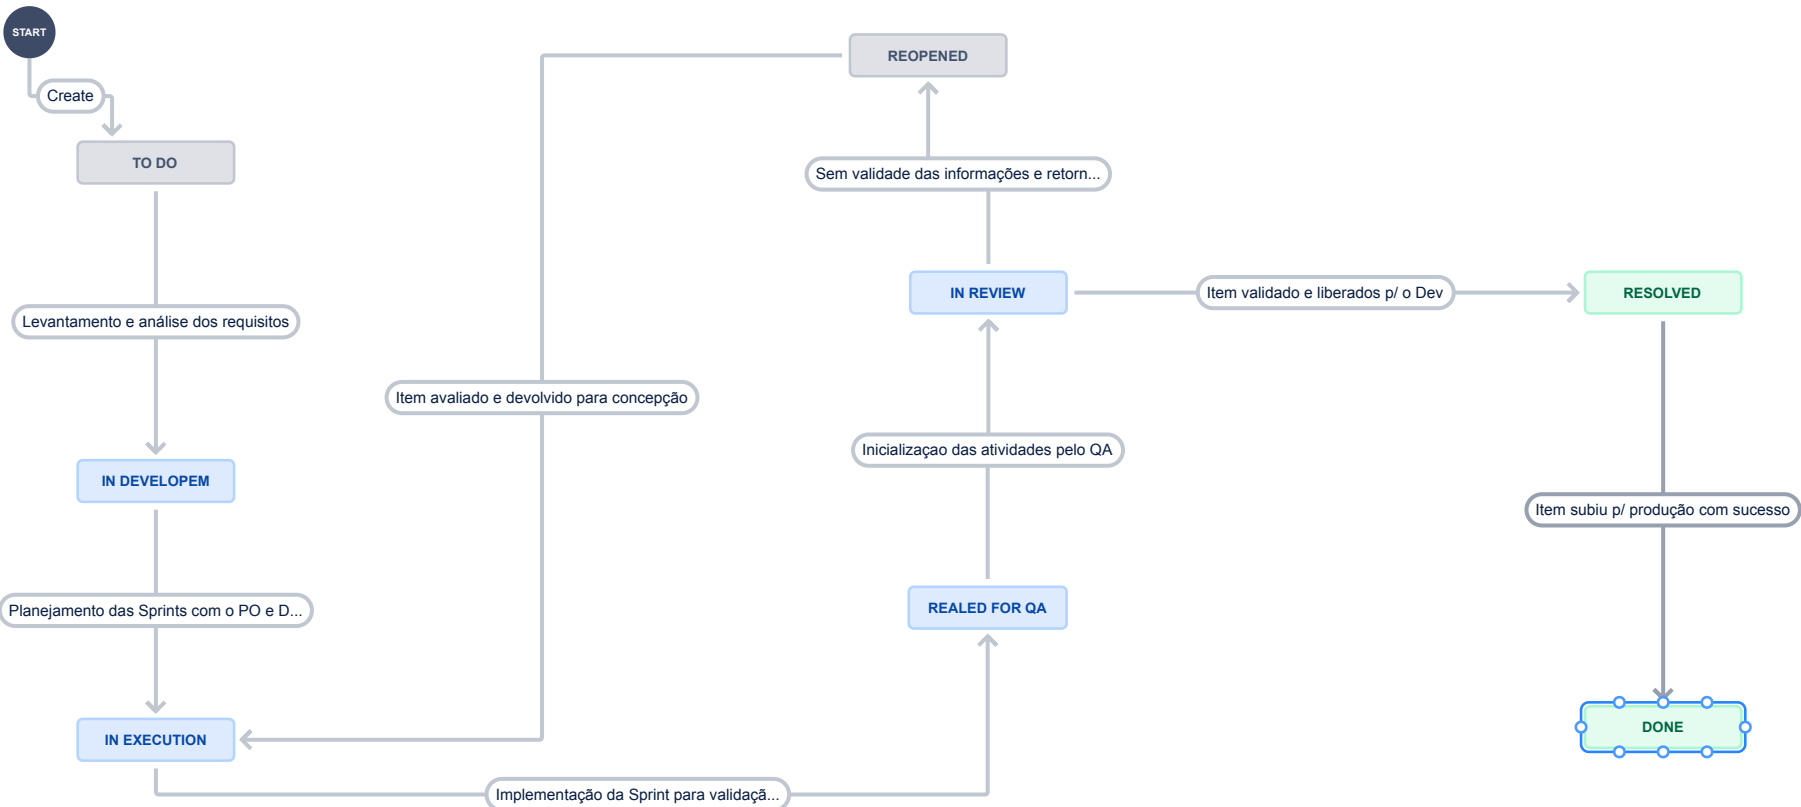 START
Create
TO DO
Levantamento e análise dos requisitos
IN DEVELOPEM
Planejamento das Sprints com o PO e D...
IN EXECUTION
Implementação da Sprint para validaçã...
REALED FOR QA
Inicializaçao das atividades pelo QA
IN REVIEW
Sem validade das informações e retorn...
REOPENED
Item avaliado e devolvido para concepção
Item validado e liberados p/ o Dev
RESOLVED
Item subiu p/ produção com sucesso
DONE